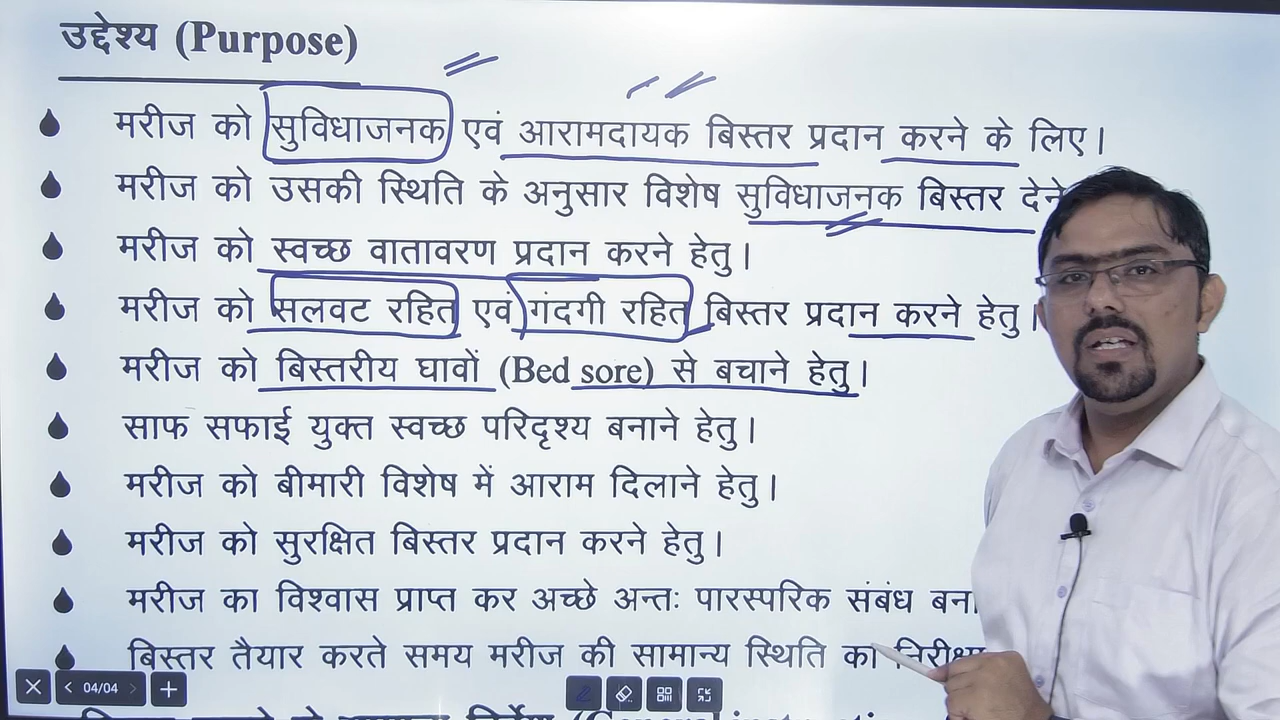 उद्देश्य (Purpose)
मरीज को सुविधाजनक एवं आरामदायक बिस्तर प्रदान करने के लिए।
मरीज को उसकी स्थिति के अनुसार विशेष सुविधाजनक बिस्तर देने
मरीज को स्वच्छ वातावरण प्रदान करने हेतु।
मरीज को सलवट रहित एवं गंदगी रहित बिस्तर प्रदान करने हेतु।
मरीज को बिस्तरीय घावों (Bed sore) से बचाने हेतु।
साफ सफाई युक्त स्वच्छ परिदृश्य बनाने हेतु।
मरीज को बीमारी विशेष में आराम दिलाने हेतु।
मरीज को सुरक्षित बिस्तर प्रदान करने हेतु।
मरीज का विश्वास प्राप्त कर अच्छे अन्तः पारस्परिक संबंध
बिस्तर तैयार करते समय मरीज की सामान्य स्थिति का
04/04